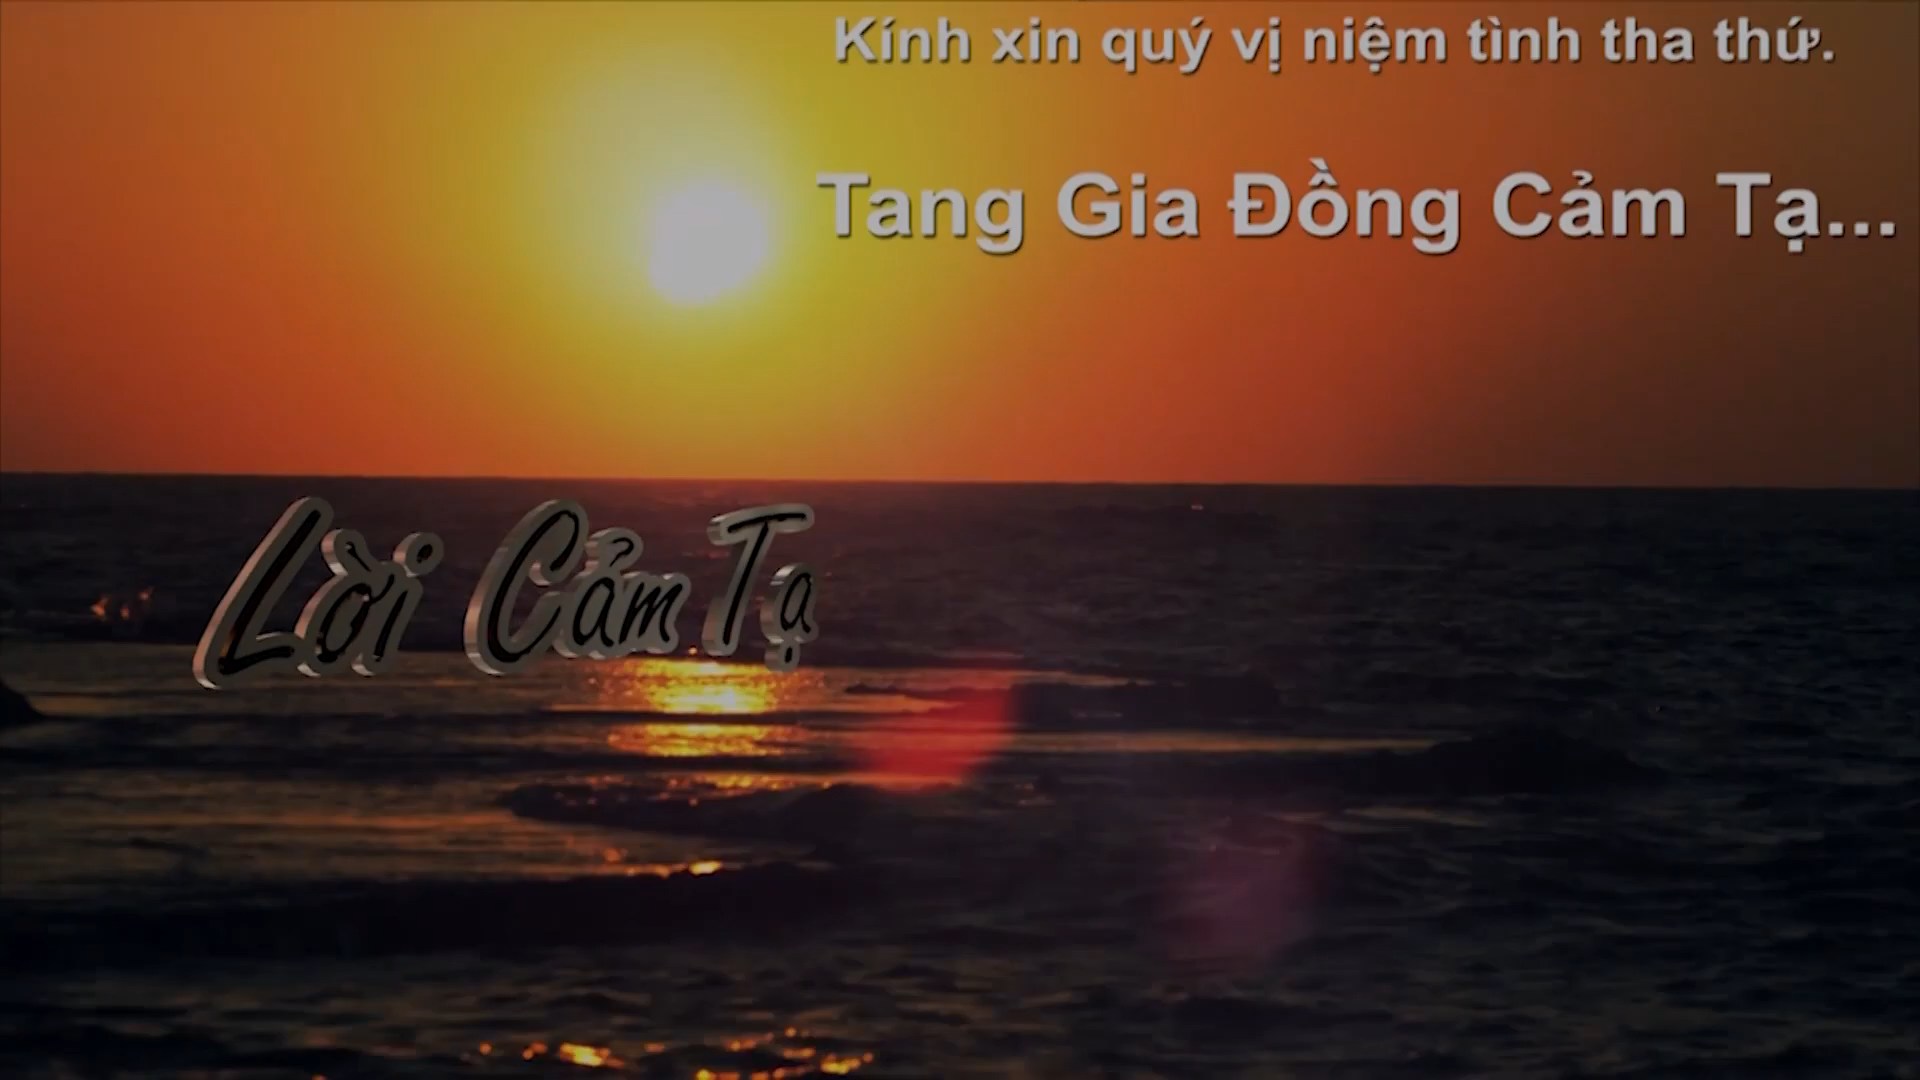 Kính xin quý vị niệm tình tha thứ.
Tang Gia Đồng Cảm Tạ...
Lời Cảm Tạ